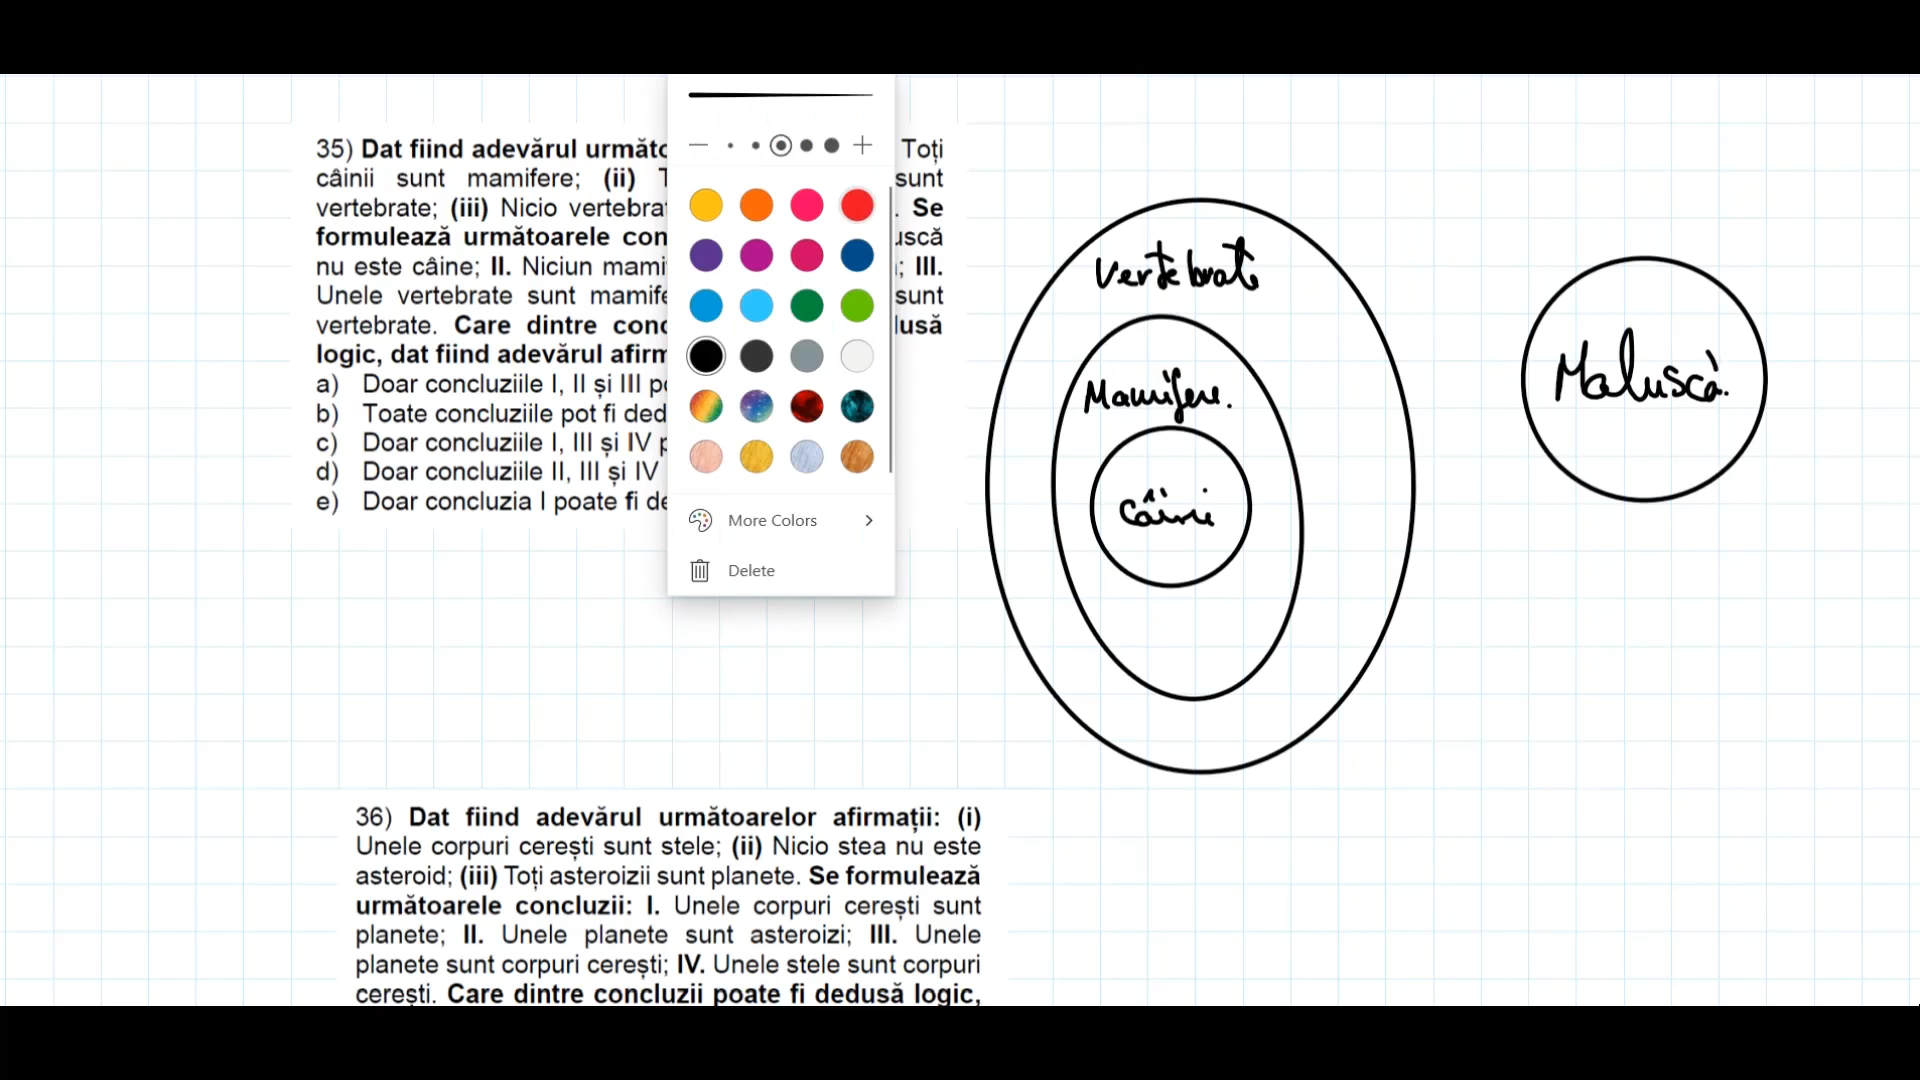 35) Dat fiind adevărul următo
Toți
câinii sunt mamifere; (ii) T
sunt
vertebrate; (iii) Nicio vertebra
. Se
formulează următoarele con
uscă
nu este câine; II. Niciun mami
; III.
Unele vertebrate sunt mamife
sunt
vertebrate. Care dintre conc
dusă
logic, dat fiind adevărul afirm
a) Doar concluziile I, II și III po
b) Toate concluziile pot fi ded
c) Doar concluziile I, III și IV p
d) Doar concluziile II, III și IV
e) Doar concluzia I poate fi de
More Colors
Delete
Vertebrate
Mamifere.
Câini
Moluscă.
36) Dat fiind adevărul următoarelor afirmații: (i)
Unele corpuri cerești sunt stele; (ii) Nicio stea nu este
asteroid; (iii) Toți asteroizii sunt planete. Se formulează
următoarele concluzii: I. Unele corpuri cerești sunt
planete; II. Unele planete sunt asteroizi; III. Unele
planete sunt corpuri cerești; IV. Unele stele sunt corpuri
cerești. Care dintre concluzii poate fi dedusă logic,